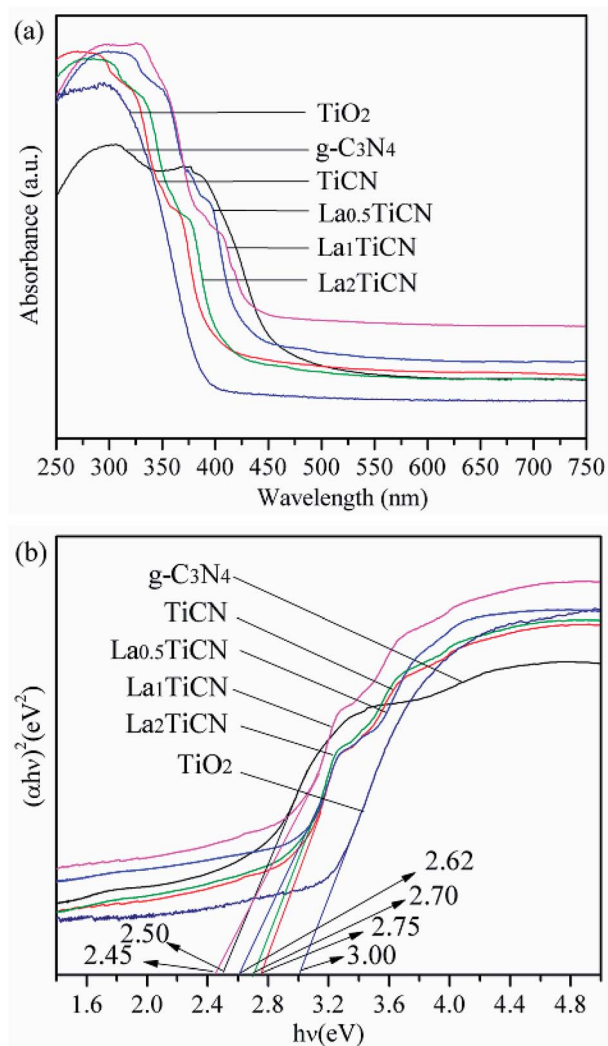 (a)
Absorbance (a.u.)
TiO2
g-C3N4
TiCN
La0.5TiCN
La1TiCN
La2TiCN
250 300 350 400 450 500 550 600 650 700 750
Wavelength (nm)
(b)
(αhν)2(eV2)
g-C3N4
TiCN
La0.5TiCN
La1TiCN
La2TiCN
TiO2
2.62
2.70
2.75
3.00
2.50
2.45
1.6 2.0 2.4 2.8 3.2 3.6 4.0 4.4 4.8
hν(eV)